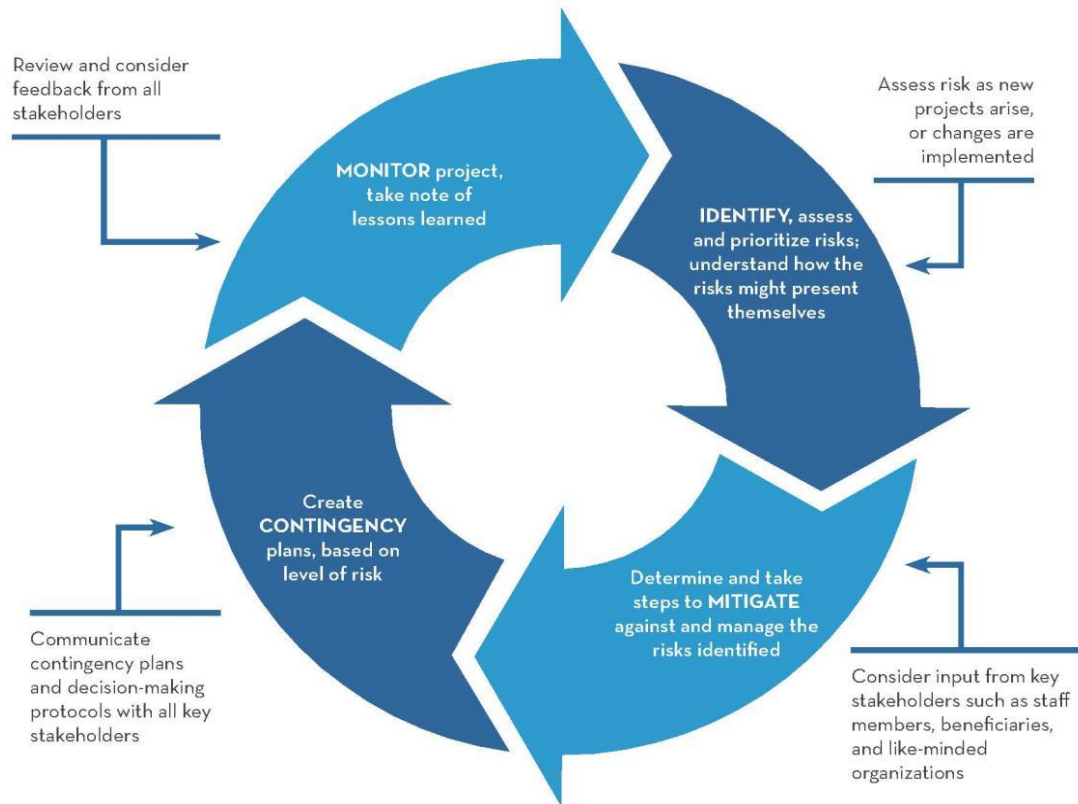 Review and consider
feedback from all
stakeholders
MONITOR project,
take note of
lessons learned
Assess risk as new
projects arise,
or changes are
implemented
IDENTIFY, assess
and prioritize risks;
understand how the
risks might present
themselves
Create
CONTINGENCY
plans, based on
level of risk
Determine and take
steps to MITIGATE
against and manage the
risks identified
Communicate
contingency plans
and decision-making
protocols with all key
stakeholders
Consider input from key
stakeholders such as staff
members, beneficiaries,
and like-minded
organizations